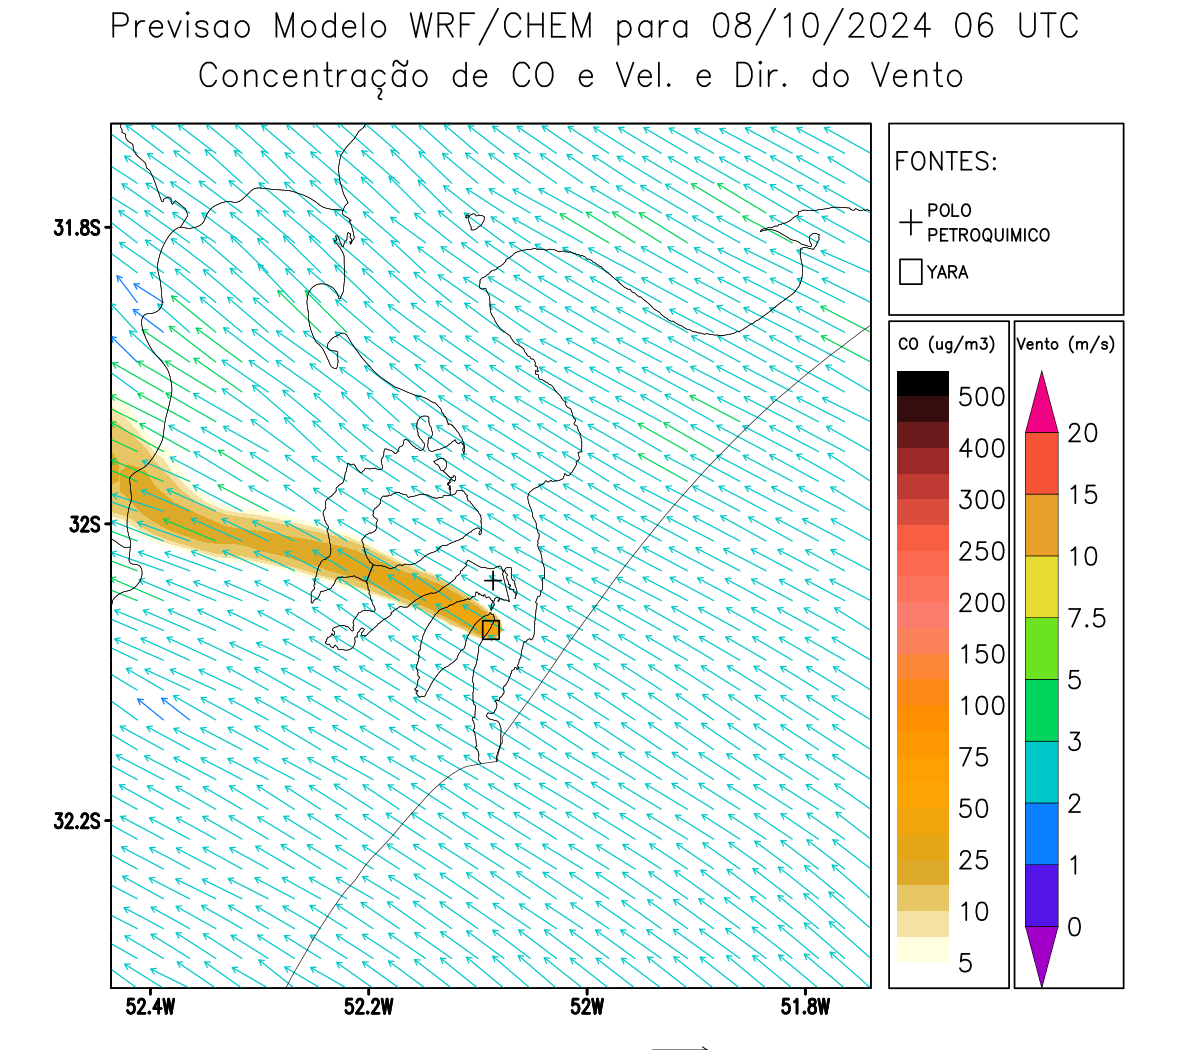 Previsao Modelo WRF/CHEM para 08/10/2024 06 UTC
Concentração de CO e Vel. e Dir. do Vento
FONTES:
POLO
PETROQUIMICO
YARA
CO (ug/m3)
500
400
300
250
200
150
100
75
50
25
10
5
Vento (m/s)
20
15
10
7.5
5
3
2
1
0
31.8S
32S
32.2S
52.4W
52.2W
52W
51.8W